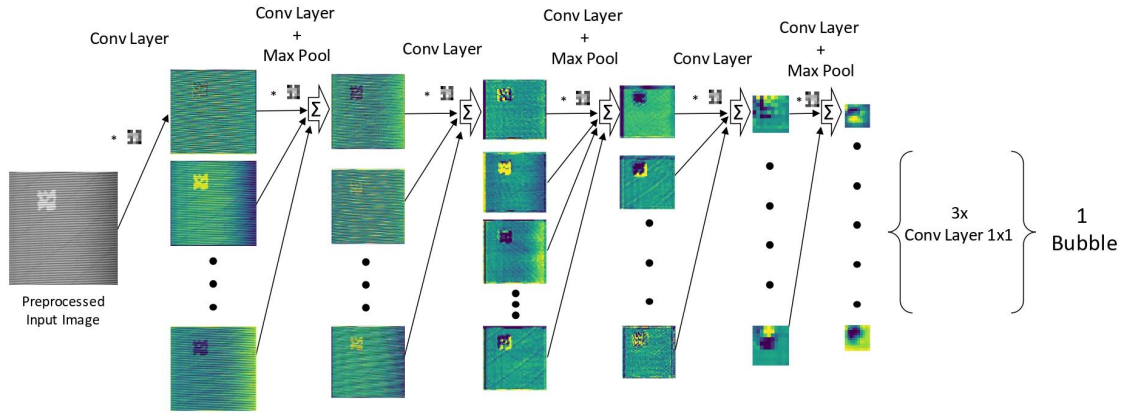 Conv Layer
Conv Layer
+
Max Pool
Conv Layer
Conv Layer
+
Max Pool
Conv Layer
Conv Layer
+
Max Pool
*
*
Σ
*
Σ
*
Σ
*
Σ
*
Σ
Preprocessed
Input Image
3x
Conv Layer 1x1
1
Bubble